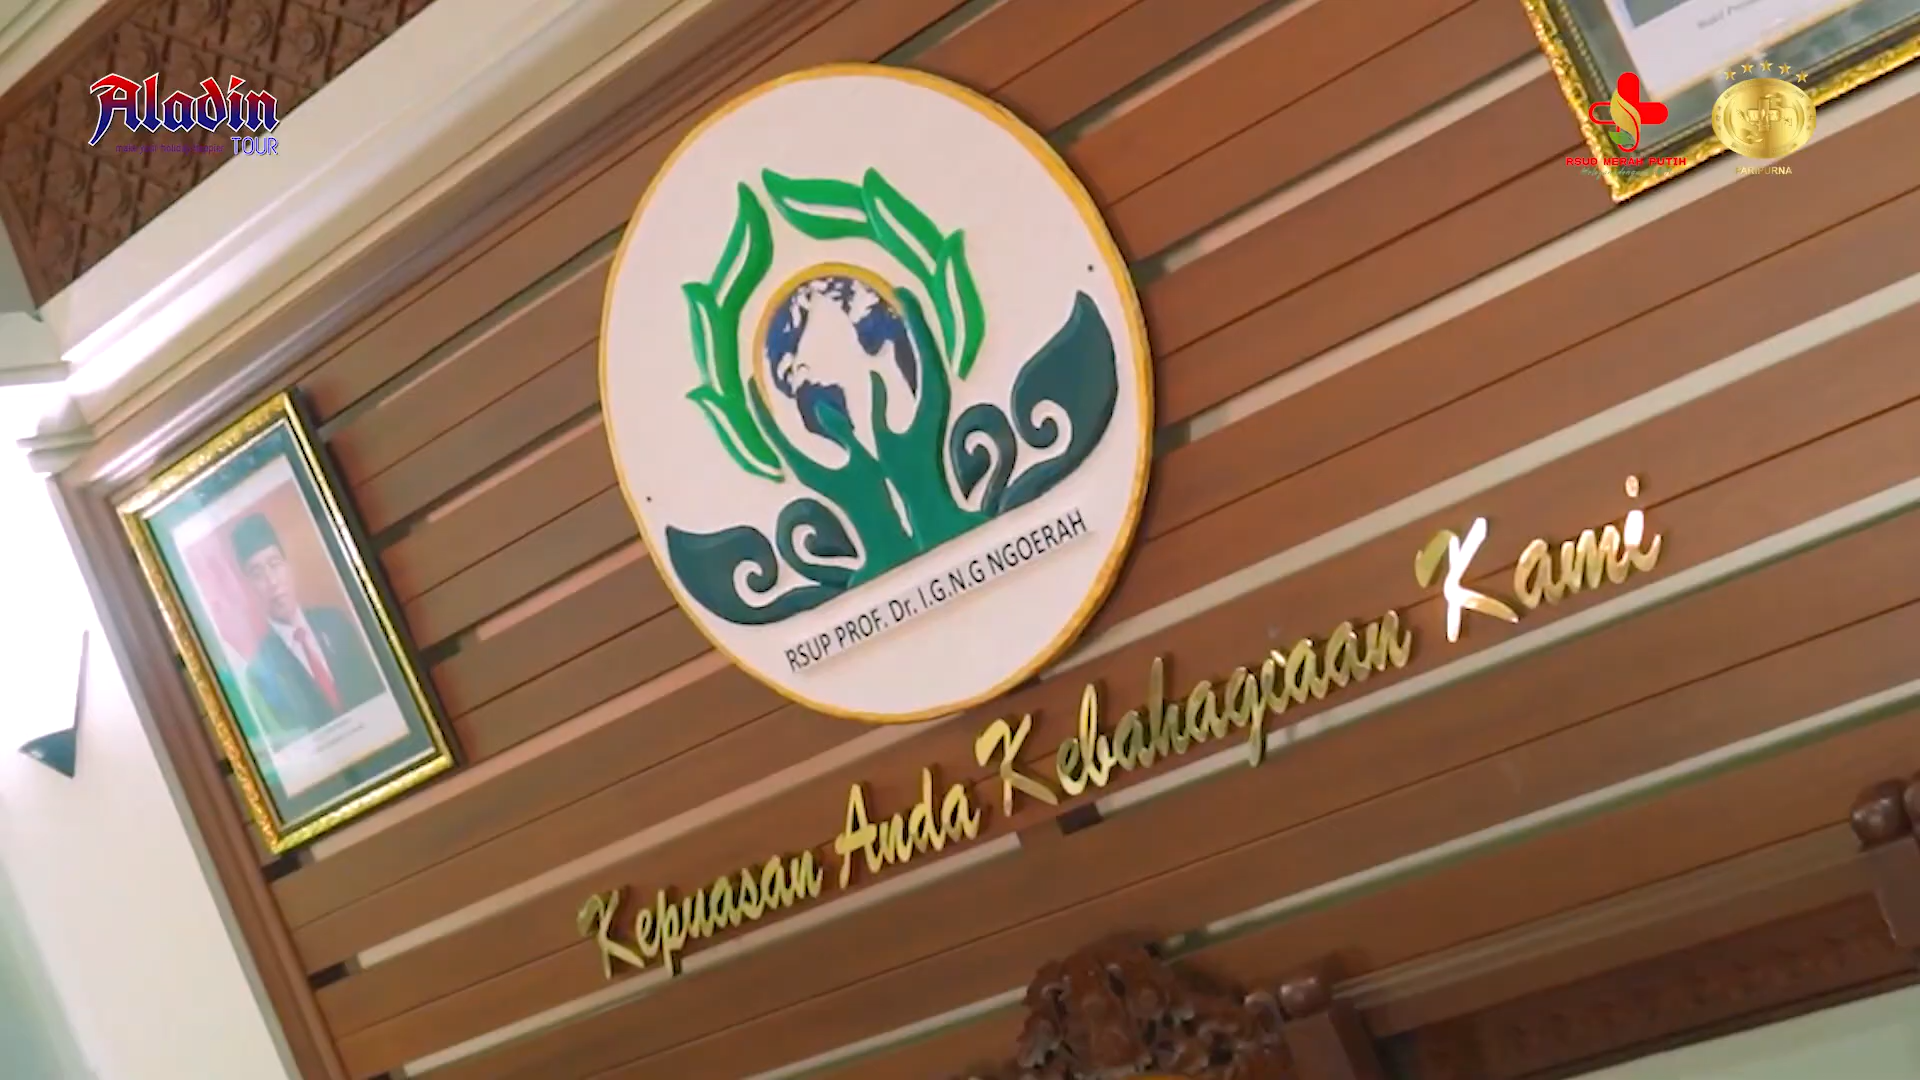 Aladin
TOUR
RSUD MERAH PUTIH
PARIPURNA
RSUP PROF. Dr. I.G.N.G NGOERAH
Kepuasan Anda Kebahagiaan Kami